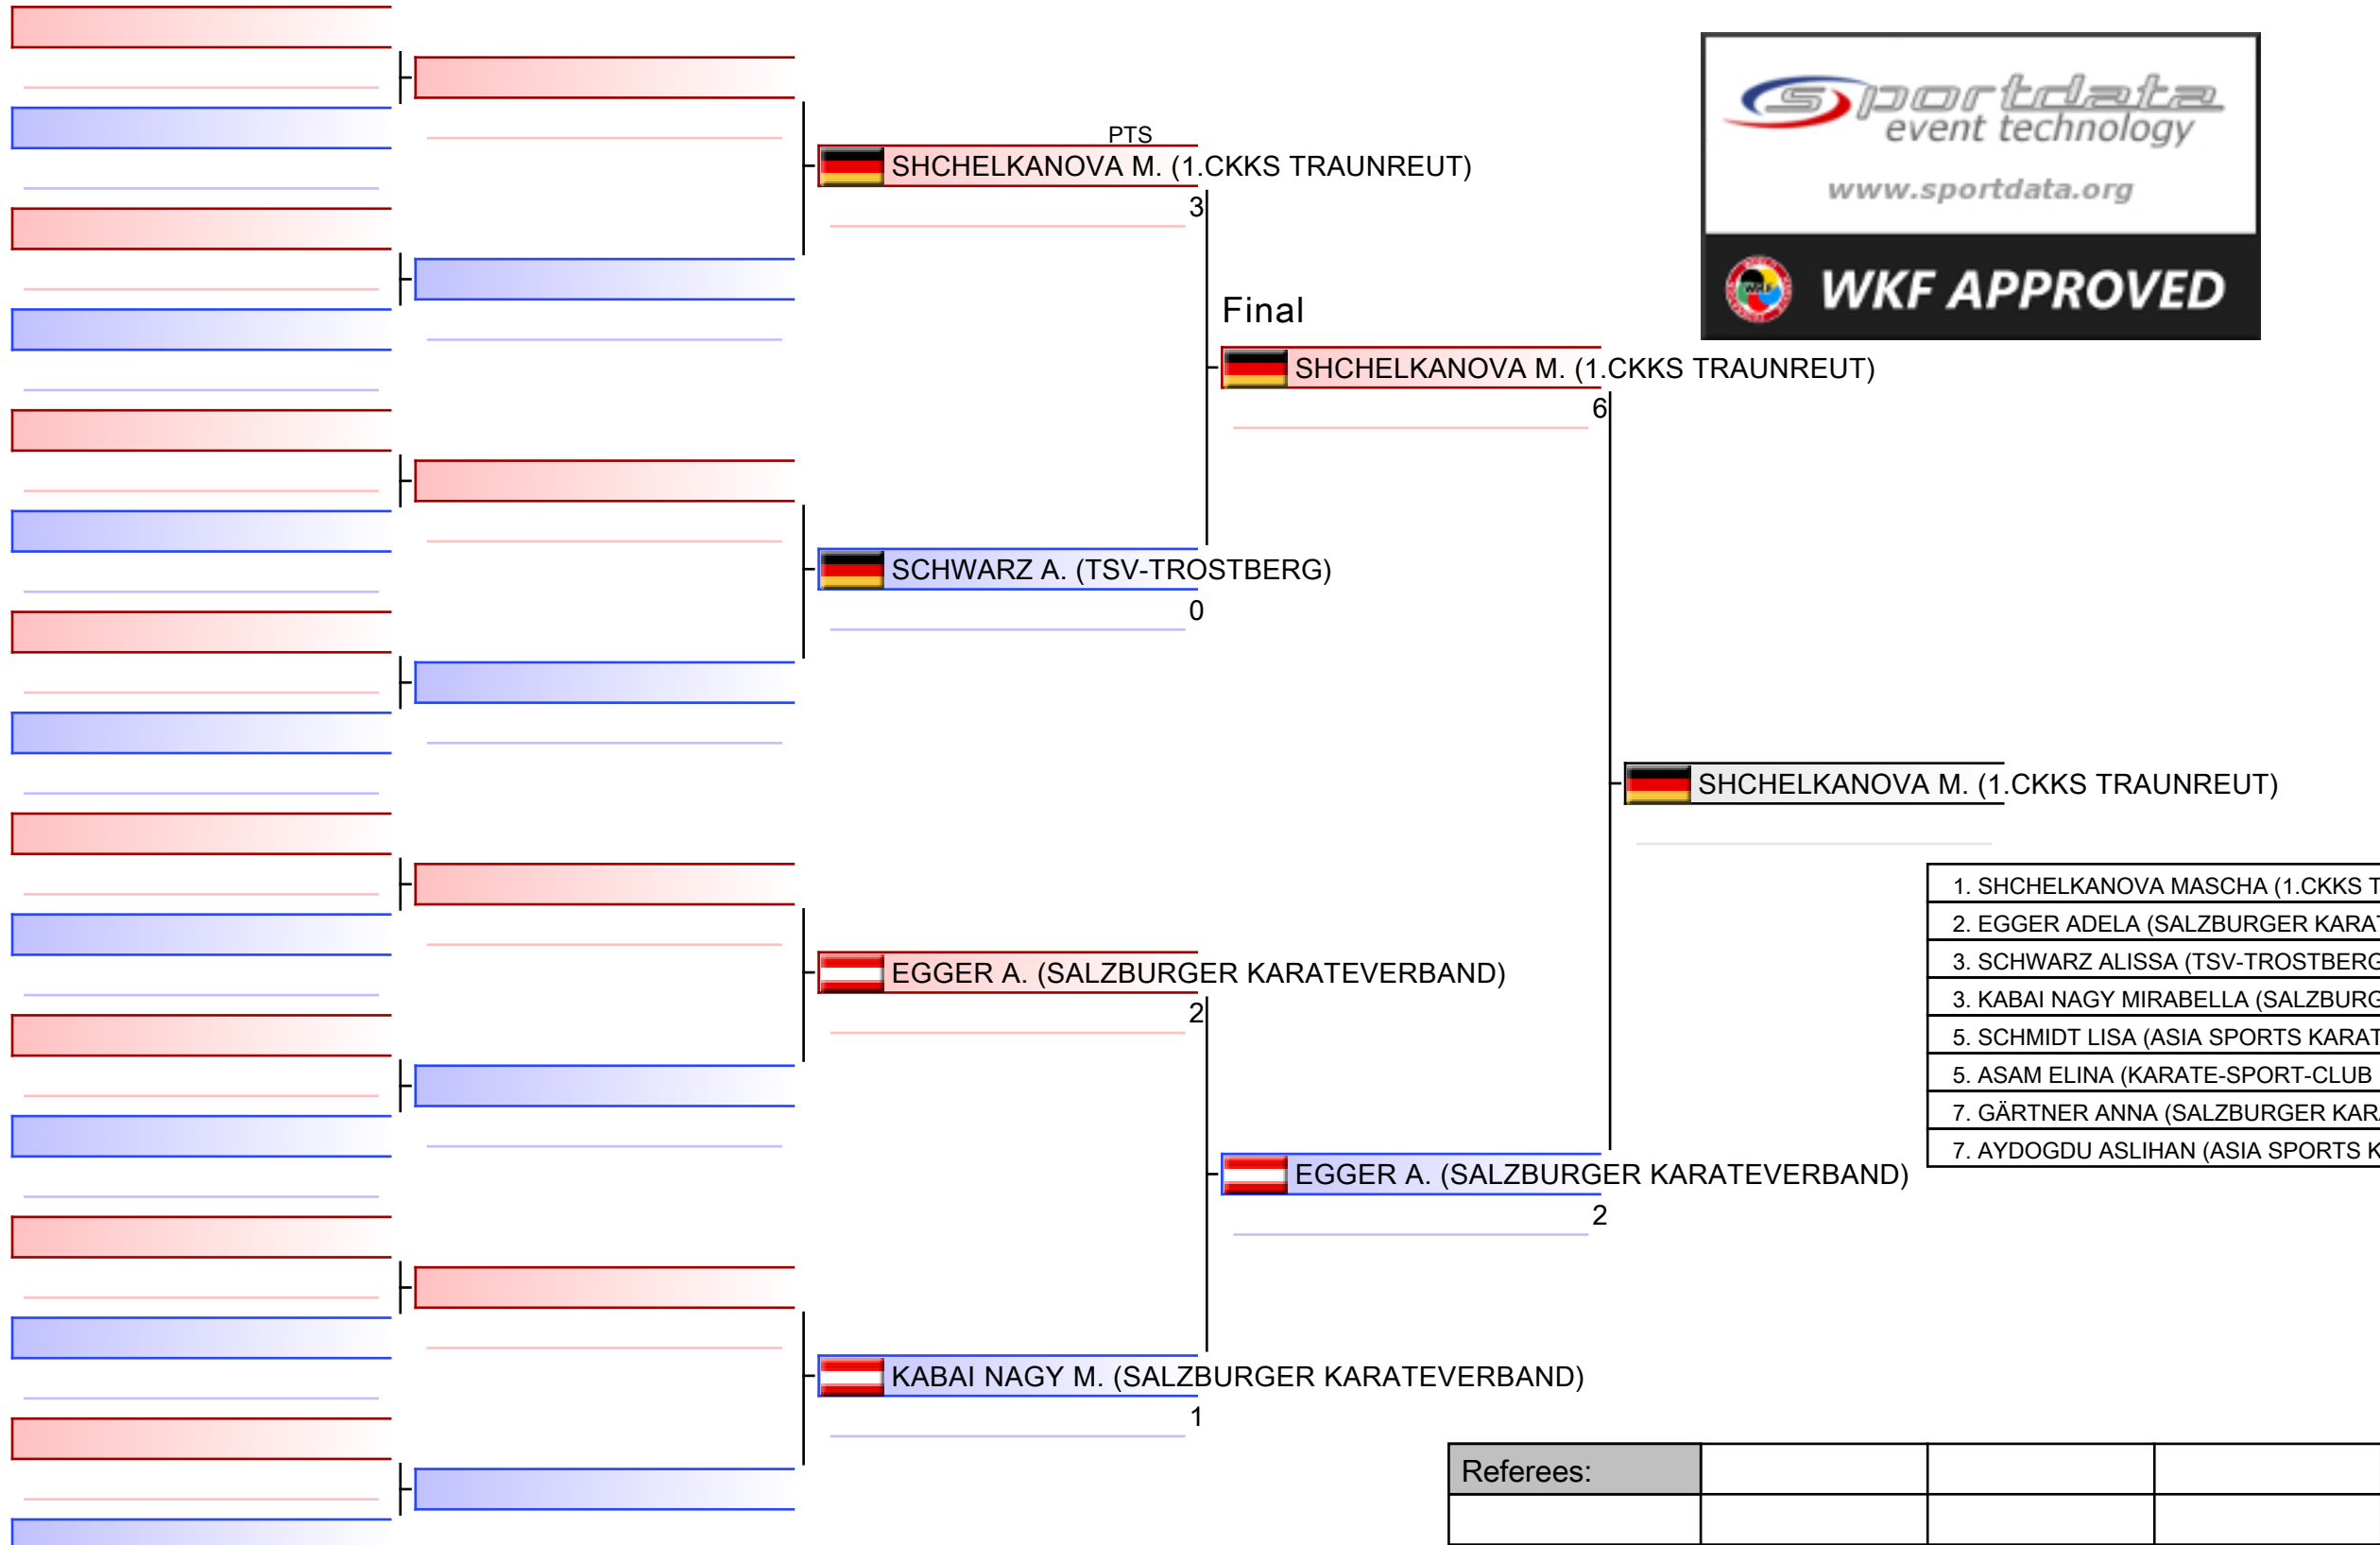 sportdata
event technology
www.sportdata.org
WKF APPROVED
PTS
SHCHELKANOVA M. (1.CKKS TRAUNREUT)
3
Final
SHCHELKANOVA M. (1.CKKS TRAUNREUT)
6
SCHWARZ A. (TSV-TROSTBERG)
0
SHCHELKANOVA M. (1.CKKS TRAUNREUT)
1. SHCHELKANOVA MASCHA (1.CKKS
2. EGGER ADELA (SALZBURGER
3. SCHWARZ ALISSA (TSV-TROSTBERG
3. KABAI NAGY MIRABELLA
5. SCHMIDT LISA (ASIA SPORTS
5. ASAM ELINA (KARATE-SPORT-CLUB
7. GÄRTNER ANNA (SALZBURGER
7. AYDOGDU ASLIHAN (ASIA SPORTS
EGGER A. (SALZBURGER KARATEVERBAND)
2
EGGER A. (SALZBURGER KARATEVERBAND)
2
KABAI NAGY M. (SALZBURGER KARATEVERBAND)
1
Referees: